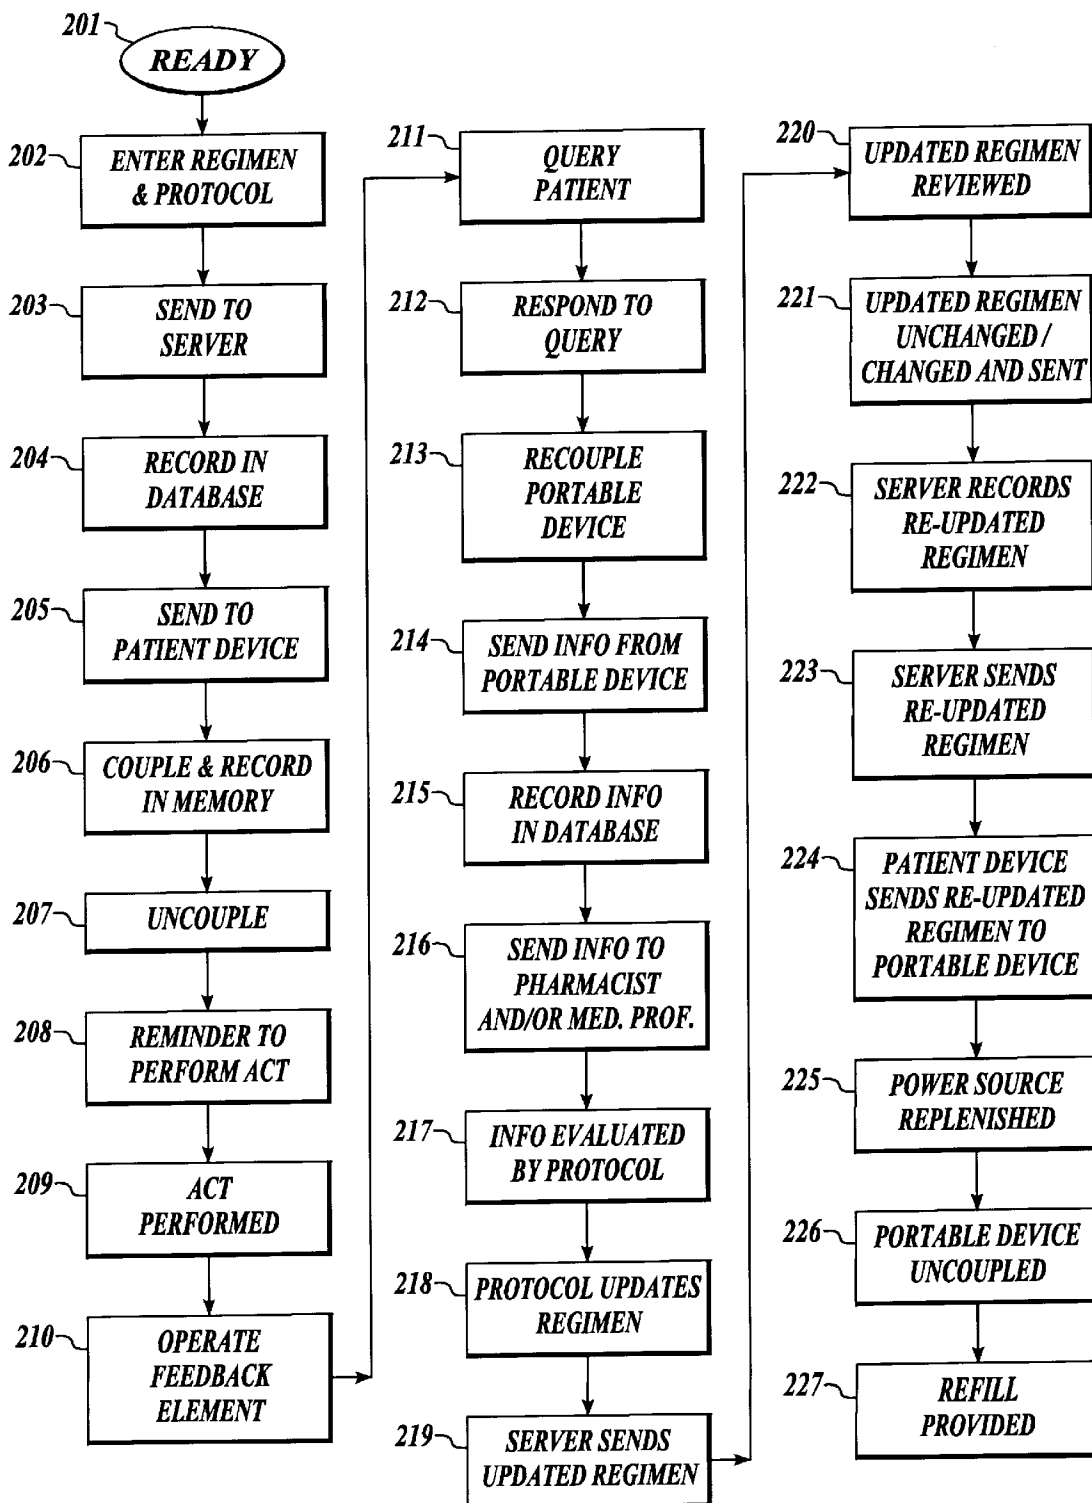 201
READY
202
ENTER REGIMEN
& PROTOCOL
203
SEND TO
SERVER
204
RECORD IN
DATABASE
205
SEND TO
PATIENT DEVICE
206
COUPLE & RECORD
IN MEMORY
207
UNCOUPLE
208
REMINDER TO
PERFORM ACT
209
ACT
PERFORMED
210
OPERATE
FEEDBACK
ELEMENT
211
QUERY
PATIENT
212
RESPOND TO
QUERY
213
RECOUPLE
PORTABLE
DEVICE
214
SEND INFO FROM
PORTABLE DEVICE
215
RECORD INFO
IN DATABASE
216
SEND INFO TO
PHARMACIST
AND/OR MED. PROF.
217
INFO EVALUATED
BY PROTOCOL
218
PROTOCOL UPDATES
REGIMEN
219
SERVER SENDS
UPDATED REGIMEN
220
UPDATED REGIMEN
REVIEWED
221
UPDATED REGIMEN
UNCHANGED /
CHANGED AND SENT
222
SERVER RECORDS
RE-UPDATED
REGIMEN
223
SERVER SENDS
RE-UPDATED
REGIMEN
224
PATIENT DEVICE
SENDS RE-UPDATED
REGIMEN TO
PORTABLE DEVICE
225
POWER SOURCE
REPLENISHED
226
PORTABLE DEVICE
UNCOUPLED
227
REFILL
PROVIDED